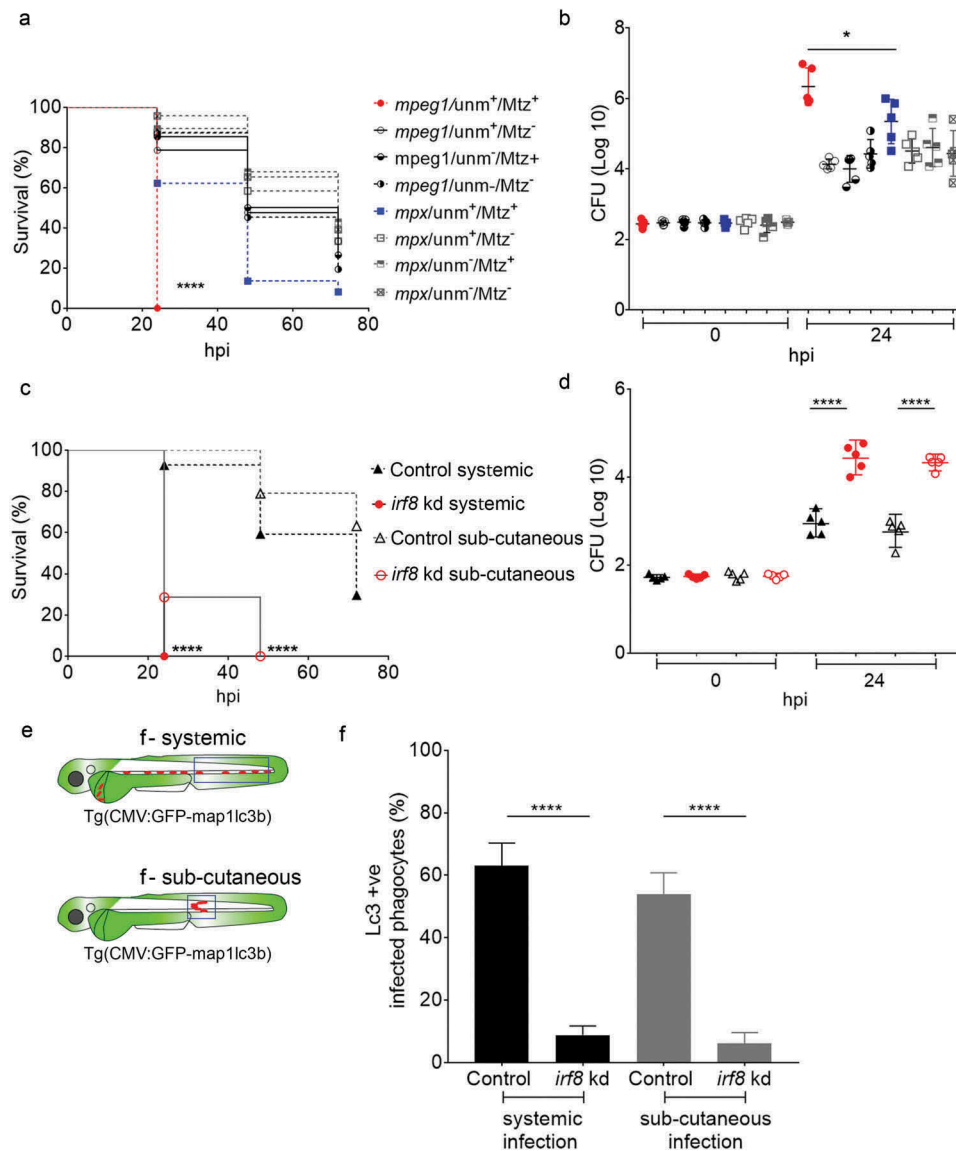 a
Survival (%)
100
80
60
40
20
0
0 20 40 60 80
hpi
****
mpeg1/unm⁺/Mtz⁺
mpeg1/unm⁺/Mtz⁻
mpeg1/unm⁻/Mtz+
mpeg1/unm-/Mtz⁻
mpx/unm⁺/Mtz⁺
mpx/unm⁺/Mtz⁻
mpx/unm⁻/Mtz⁺
mpx/unm⁻/Mtz⁻
b
CFU (Log 10)
8
6
4
2
0
*
0 24
hpi
c
Survival (%)
100
80
60
40
20
0
0 20 40 60 80
hpi
**** ****
Control systemic
irf8 kd systemic
Control sub-cutaneous
irf8 kd sub-cutaneous
d
CFU (Log 10)
6
4
2
0
**** ****
0 24
hpi
e
f- systemic
Tg(CMV:GFP-map1lc3b)
f- sub-cutaneous
Tg(CMV:GFP-map1lc3b)
f
Lc3 +ve
infected phagocytes (%)
100
80
60
40
20
0
**** ****
Control irf8 kd Control irf8 kd
systemic sub-cutaneous
infection infection